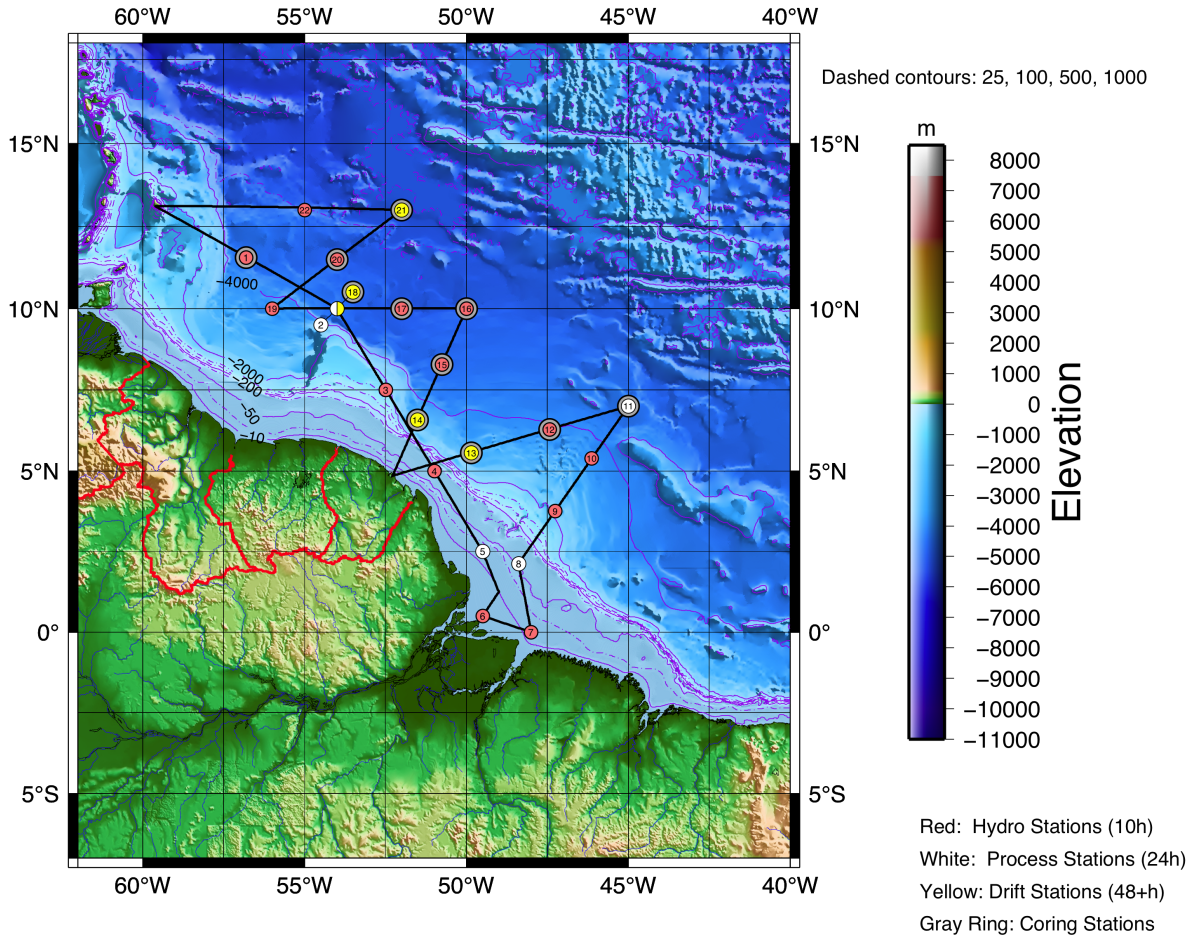 60°W 55°W 50°W 45°W 40°W
Dashed contours: 25, 100, 500, 1000
m
15°N 15°N
8000
7000
6000
5000
4000
3000
2000
1000
0
−1000
−2000
−3000
−4000
−5000
−6000
−7000
−8000
−9000
−10000
−11000
Elevation
22 21
1 20
−4000
18
10°N 19 17 16 10°N
2
15
−2000
−200
3
11
−50
14
12
−10
13
10
5°N 4 5°N
9
5
8
6
0° 7 0°
5°S 5°S
60°W 55°W 50°W 45°W 40°W
Red: Hydro Stations (10h)
White: Process Stations (24h)
Yellow: Drift Stations (48+h)
Gray Ring: Coring Stations